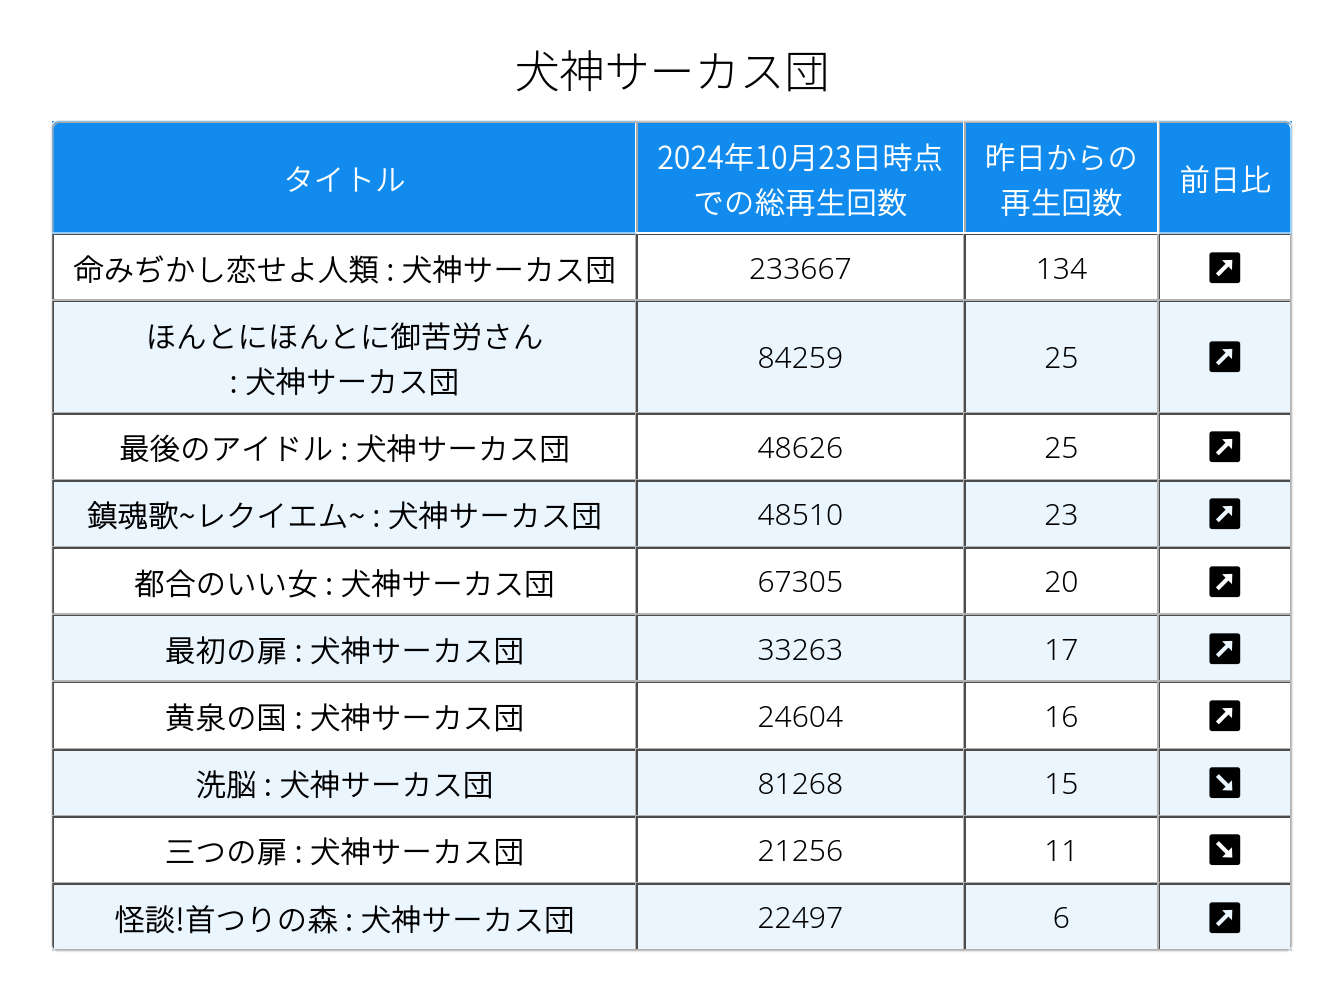 犬神サーカス団
タイトル
2024年10月23日時点
での総再生回数
昨日からの
再生回数
前日比
命みぢかし恋せよ人類 : 犬神サーカス団
233667
134
ほんとにほんとに御苦労さん
: 犬神サーカス団
84259
25
最後のアイドル : 犬神サーカス団
48626
25
鎮魂歌~レクイエム~ : 犬神サーカス団
48510
23
都合のいい女 : 犬神サーカス団
67305
20
最初の扉 : 犬神サーカス団
33263
17
黄泉の国 : 犬神サーカス団
24604
16
洗脳 : 犬神サーカス団
81268
15
三つの扉 : 犬神サーカス団
21256
11
怪談!首つりの森 : 犬神サーカス団
22497
6